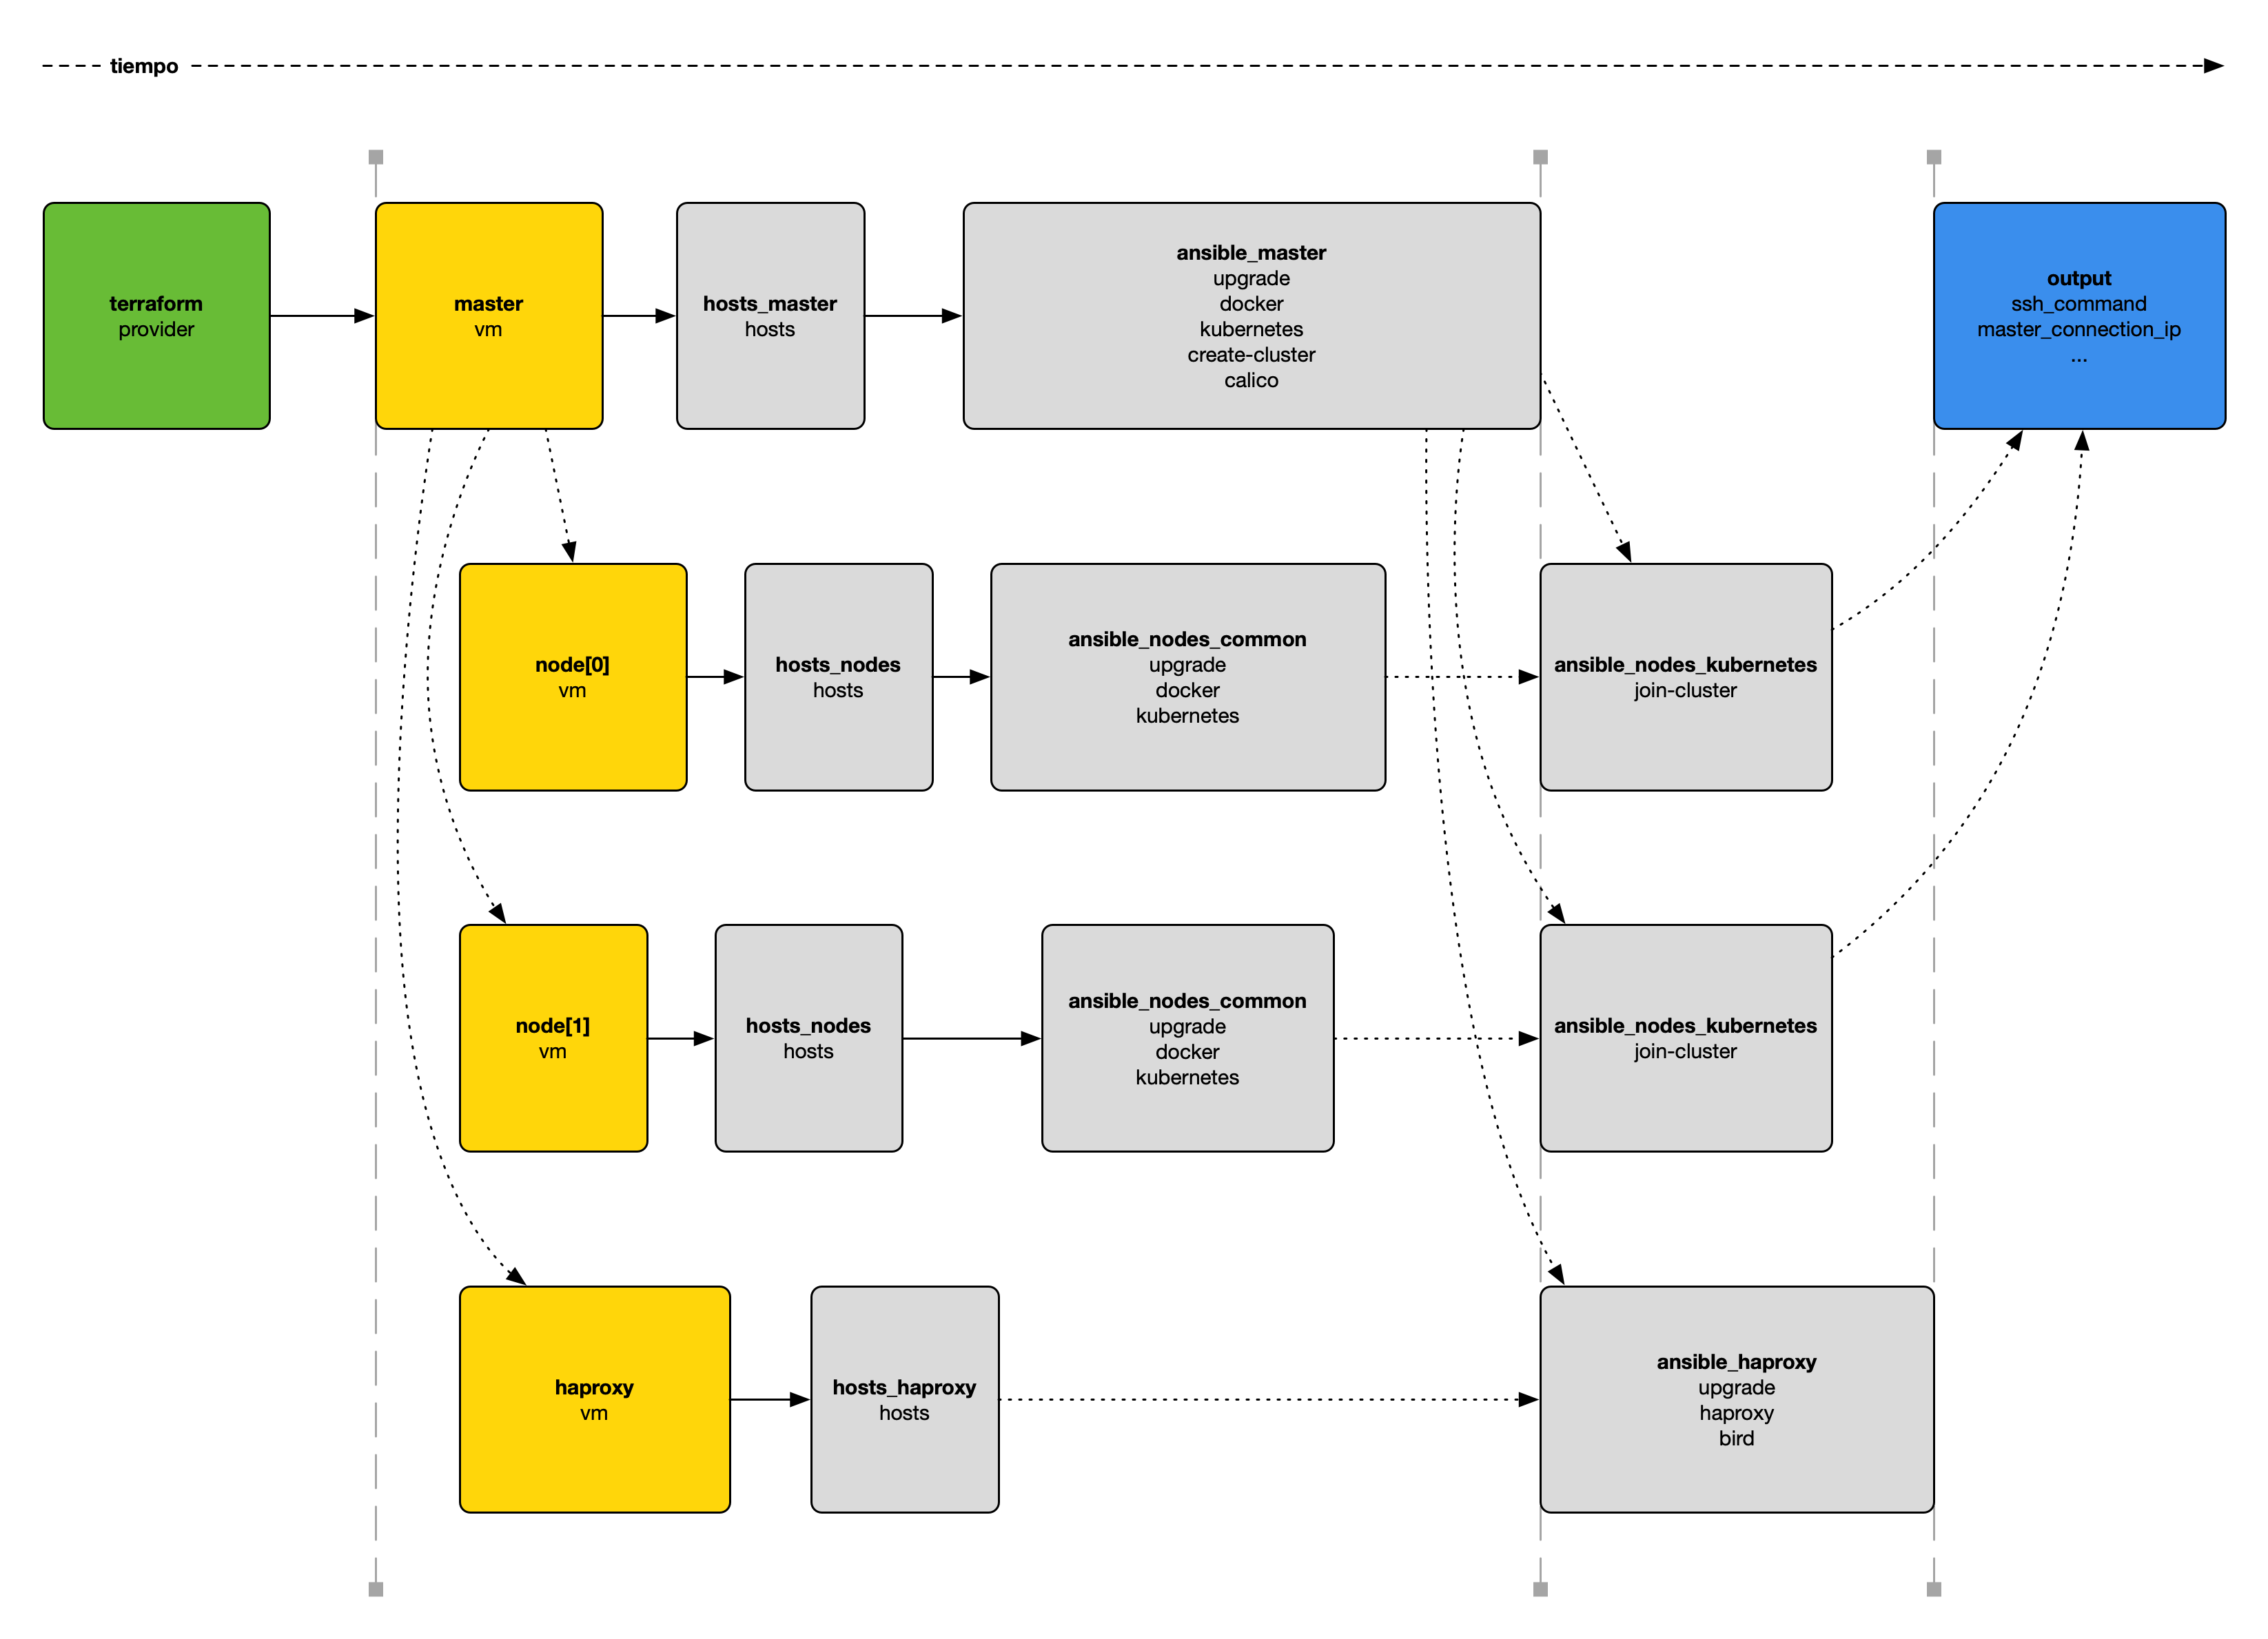 tiempo
terraform
provider
master
vm
hosts_master
hosts
ansible_master
upgrade
docker
kubernetes
create-cluster
calico
output
ssh_command
master_connection_ip
...
node[0]
vm
hosts_nodes
hosts
ansible_nodes_common
upgrade
docker
kubernetes
ansible_nodes_kubernetes
join-cluster
node[1]
vm
hosts_nodes
hosts
ansible_nodes_common
upgrade
docker
kubernetes
ansible_nodes_kubernetes
join-cluster
haproxy
vm
hosts_haproxy
hosts
ansible_haproxy
upgrade
haproxy
bird